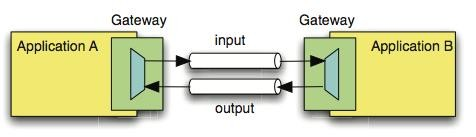 Gateway
Gateway
Application A
input
Application B
output